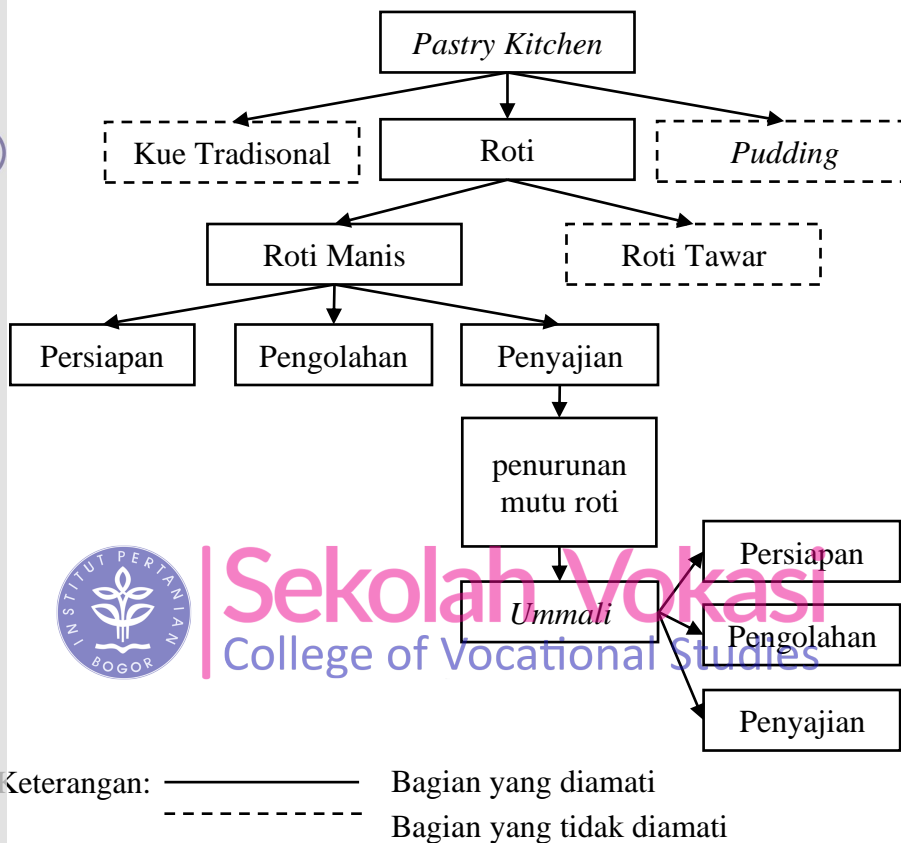 Pastry Kitchen
Kue Tradisonal
Roti
Pudding
Roti Manis
Roti Tawar
Persiapan
Pengolahan
Penyajian
penurunan
mutu roti
Persiapan
Ummali
Pengolahan
Penyajian
INSTITUT PERTANIAN
BOGOR
Sekolah Vokasi
College of Vocational Studies
Keterangan:
Bagian yang diamati
Bagian yang tidak diamati